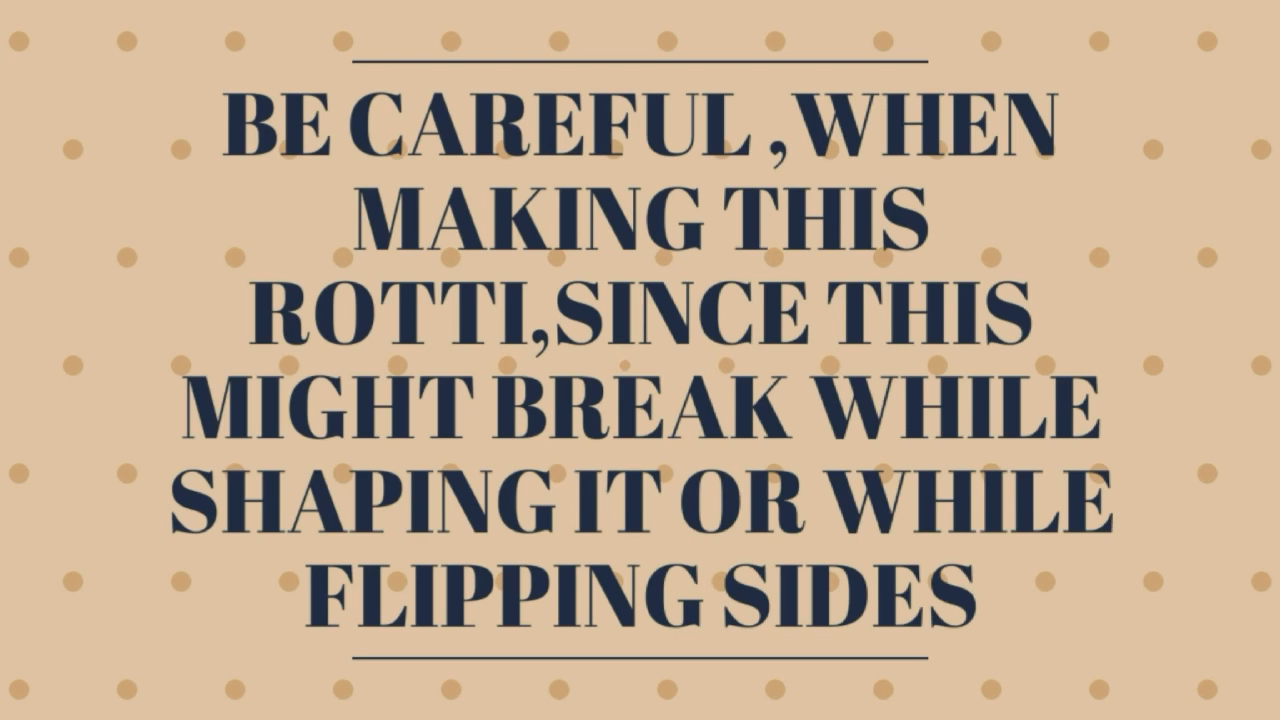 BE CAREFUL ,WHEN
MAKING THIS
ROTTI,SINCE THIS
MIGHT BREAK WHILE
SHAPING IT OR WHILE
FLIPPING SIDES